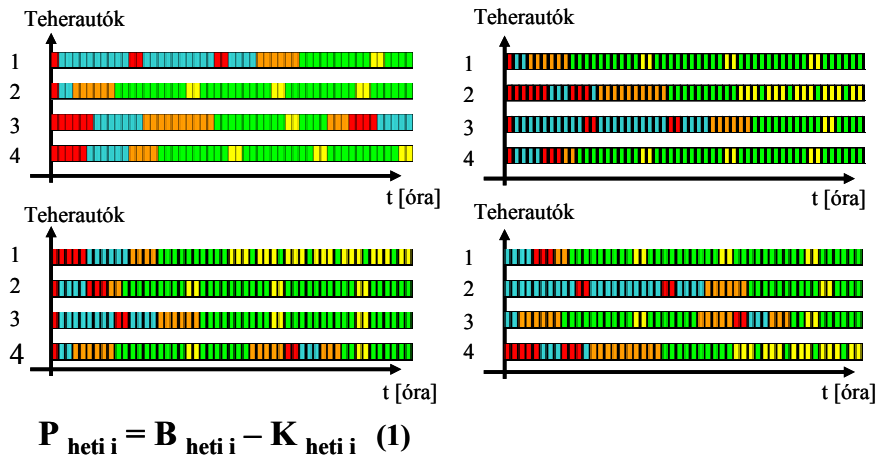 Teherautók
1
2
3
4
t [óra]
Teherautók
1
2
3
4
t [óra]
Teherautók
1
2
3
4
t [óra]
Teherautók
1
2
3
4
t [óra]
P heti i = B heti i – K heti i (1)